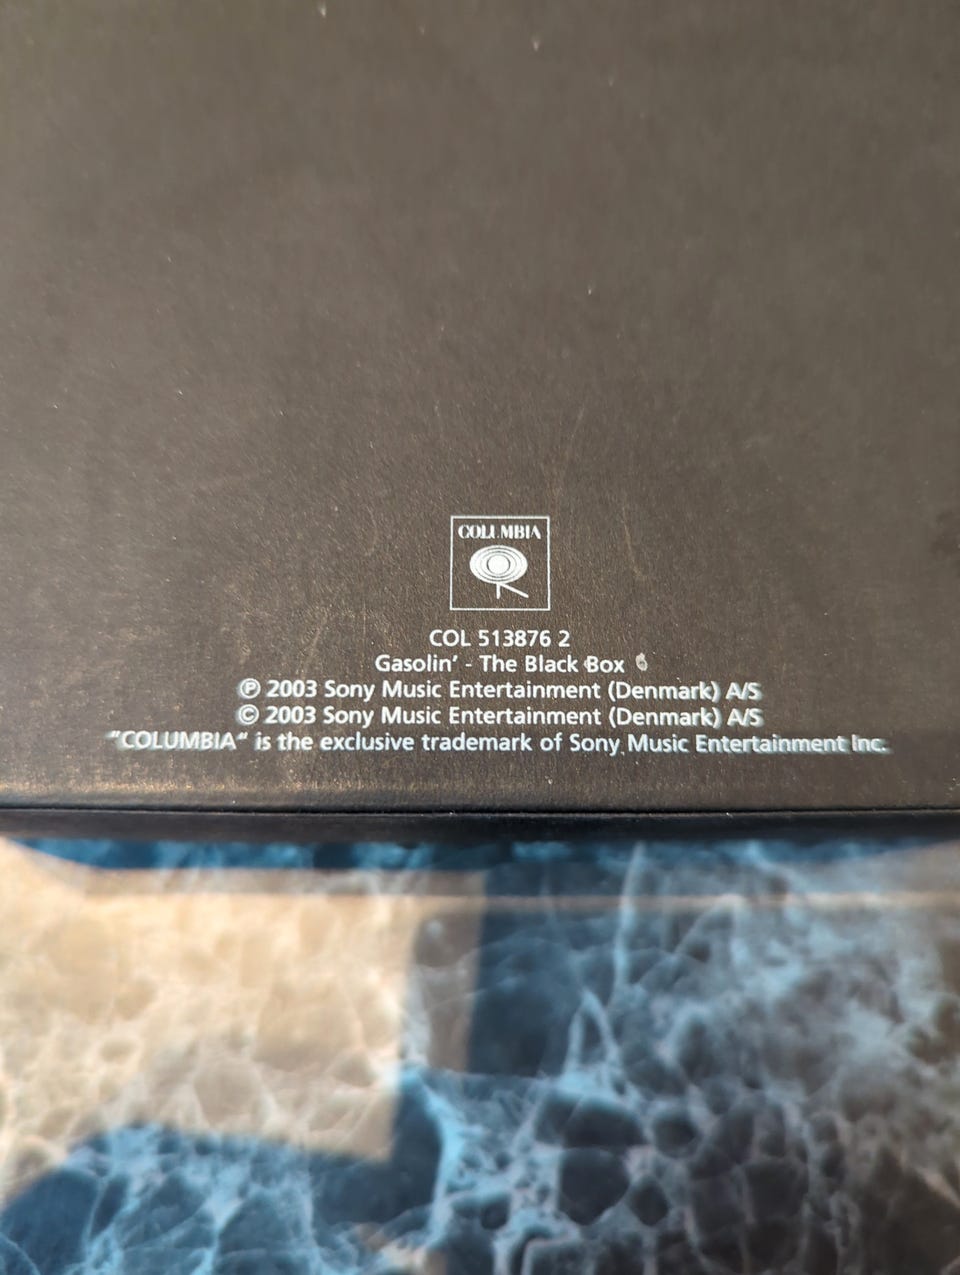 COLUMBIA
COL 513876 2
Gasolin' - The Black Box
℗ 2003 Sony Music Entertainment (Denmark) A/S
© 2003 Sony Music Entertainment (Denmark) A/S
"COLUMBIA" is the exclusive trademark of Sony Music Entertainment Inc.